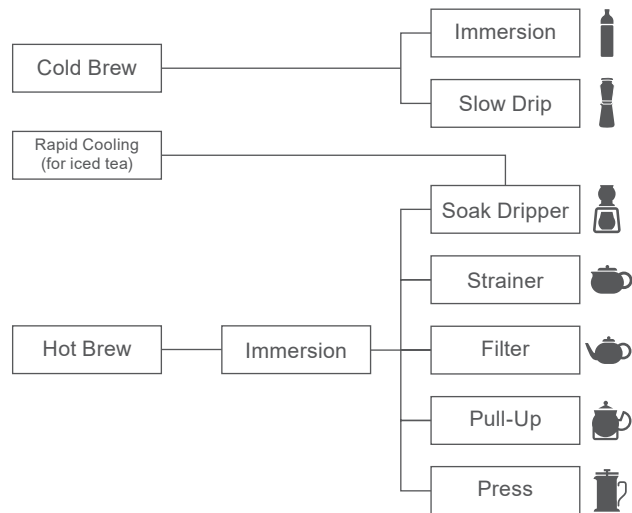 Immersion
Cold Brew
Slow Drip
Rapid Cooling
(for iced tea)
Soak Dripper
Strainer
Hot Brew
Immersion
Filter
Pull-Up
Press